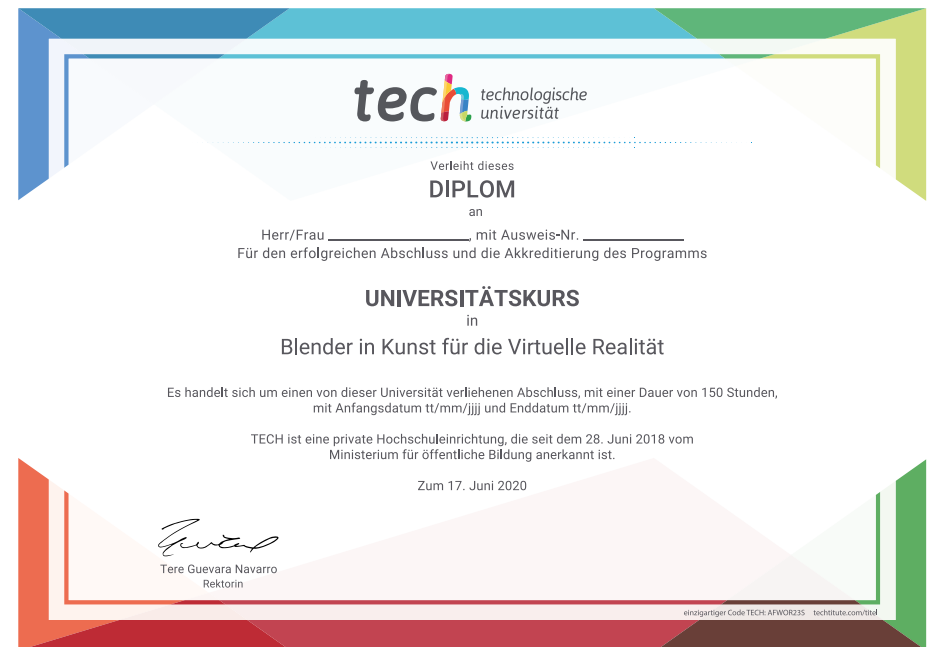 tech technologische
universität
Verleiht dieses
DIPLOM
an
Herr/Frau ____________________, mit Ausweis-Nr. ______________
Für den erfolgreichen Abschluss und die Akkreditierung des Programms
UNIVERSITÄTSKURS
in
Blender in Kunst für die Virtuelle Realität
Es handelt sich um einen von dieser Universität verliehenen Abschluss, mit einer Dauer von 150 Stunden,
mit Anfangsdatum tt/mm/jjjj und Enddatum tt/mm/jjjj.
TECH ist eine private Hochschuleinrichtung, die seit dem 28. Juni 2018 vom
Ministerium für öffentliche Bildung anerkannt ist.
Zum 17. Juni 2020
Tere Guevara Navarro
Rektorin
einzigartiger Code TECH: AFWOR23S techtitute.com/titel